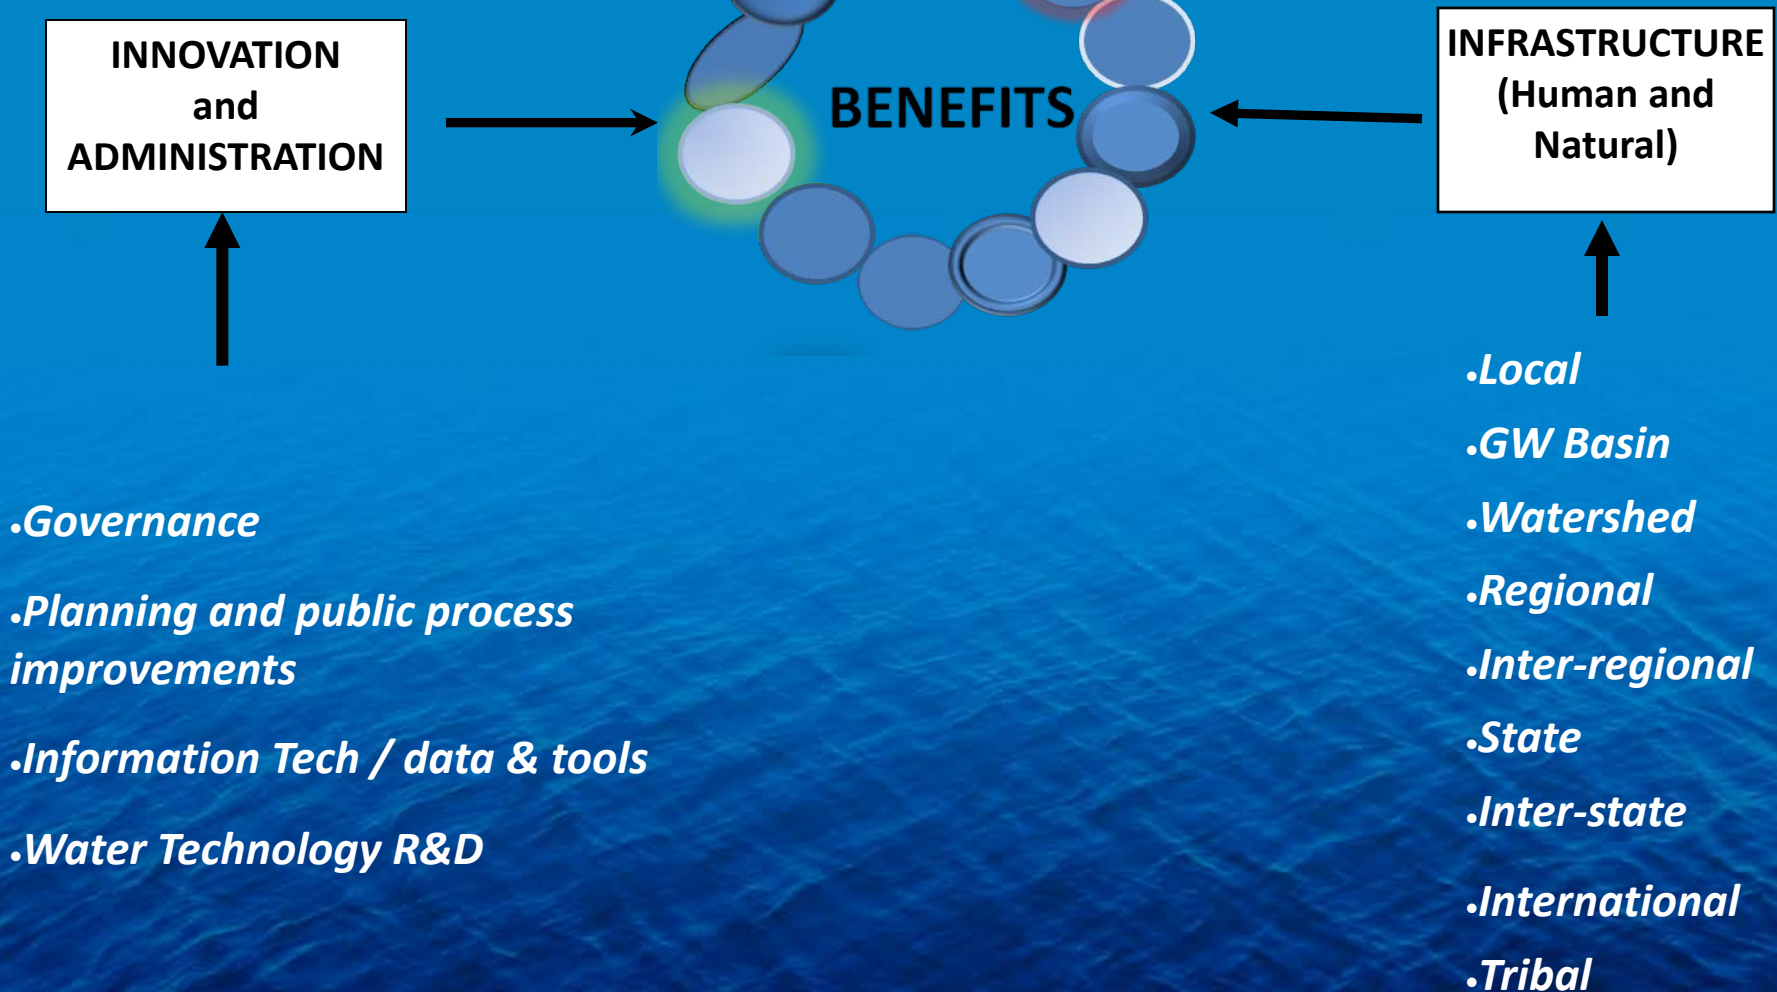 INNOVATION
and
ADMINISTRATION
BENEFITS
INFRASTRUCTURE
(Human and
Natural)
•Governance
•Planning and public process
improvements
•Information Tech / data & tools
•Water Technology R&D
•Local
•GW Basin
•Watershed
•Regional
•Inter-regional
•State
•Inter-state
•International
•Tribal